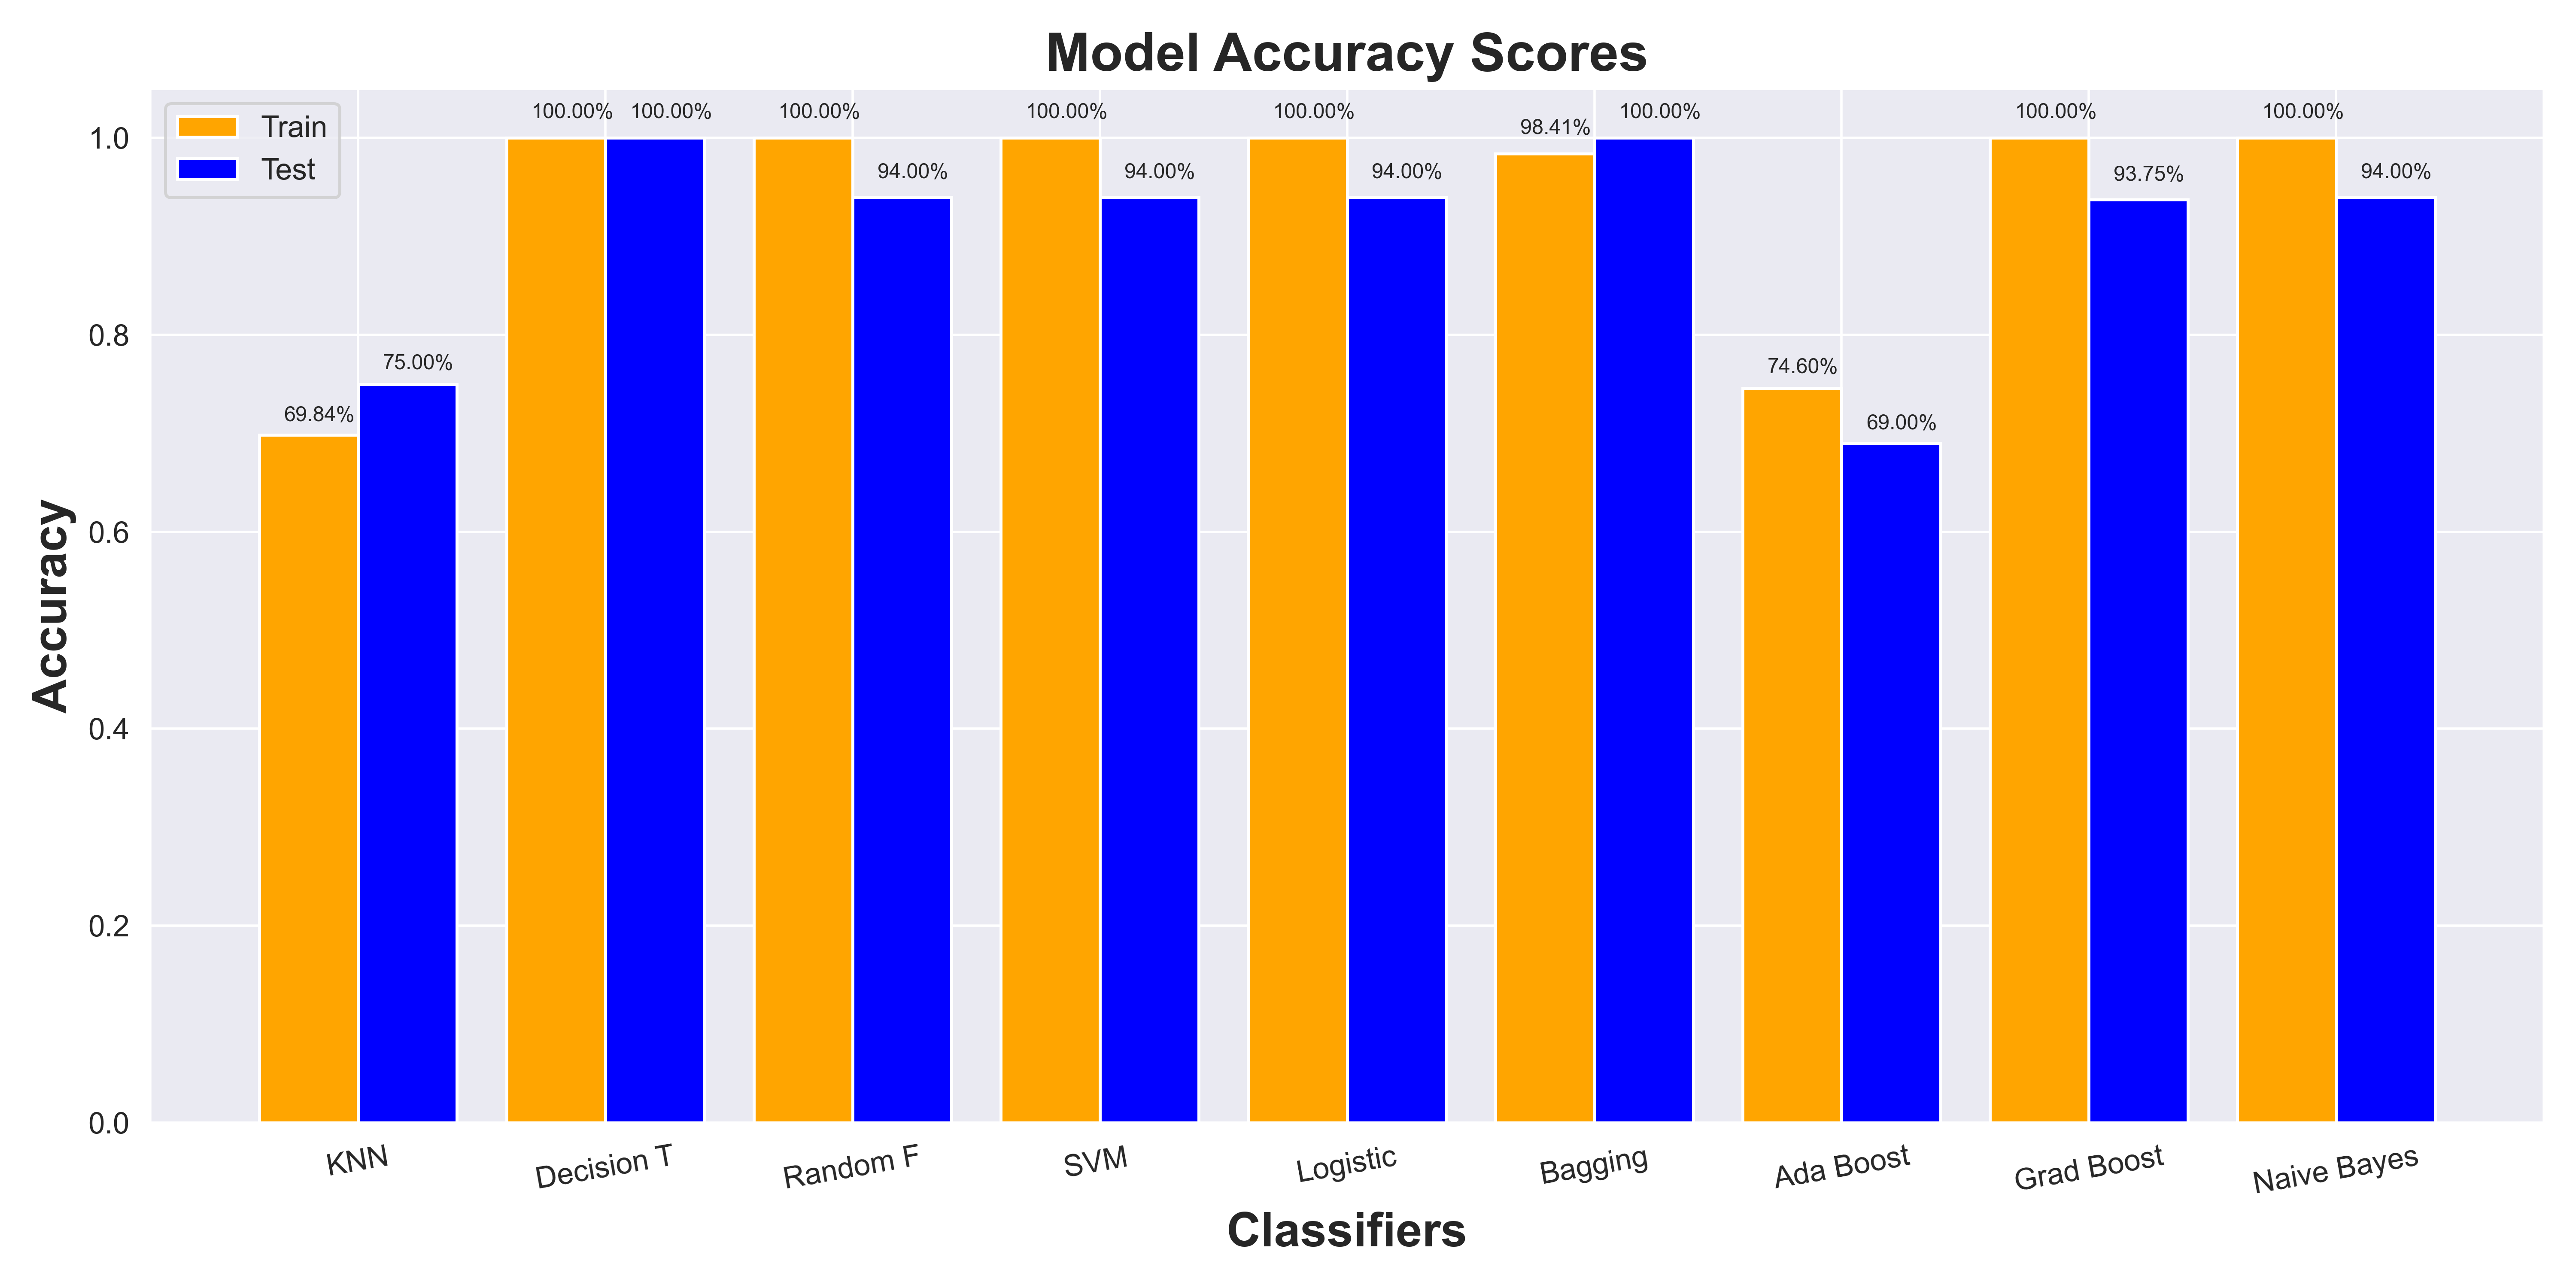 Model Accuracy Scores
Train
Test
100.00% 100.00% 100.00% 100.00% 100.00% 98.41% 100.00% 100.00% 100.00%
94.00% 94.00% 94.00% 93.75% 94.00%
69.84% 75.00% 74.60% 69.00%
1.0
0.8
0.6
0.4
0.2
0.0
Accuracy
KNN Decision T Random F SVM Logistic Bagging Ada Boost Grad Boost Naive Bayes
Classifiers